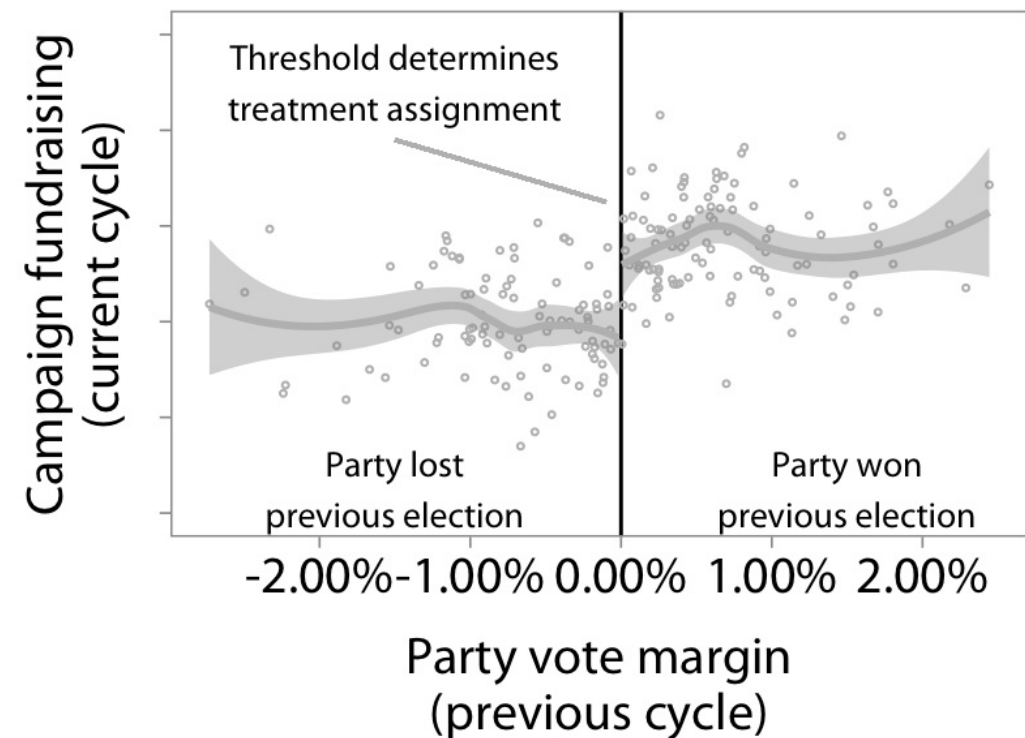 Threshold determines
treatment assignment
Campaign fundraising
(current cycle)
Party lost
previous election
Party won
previous election
-2.00% -1.00% 0.00% 1.00% 2.00%
Party vote margin
(previous cycle)